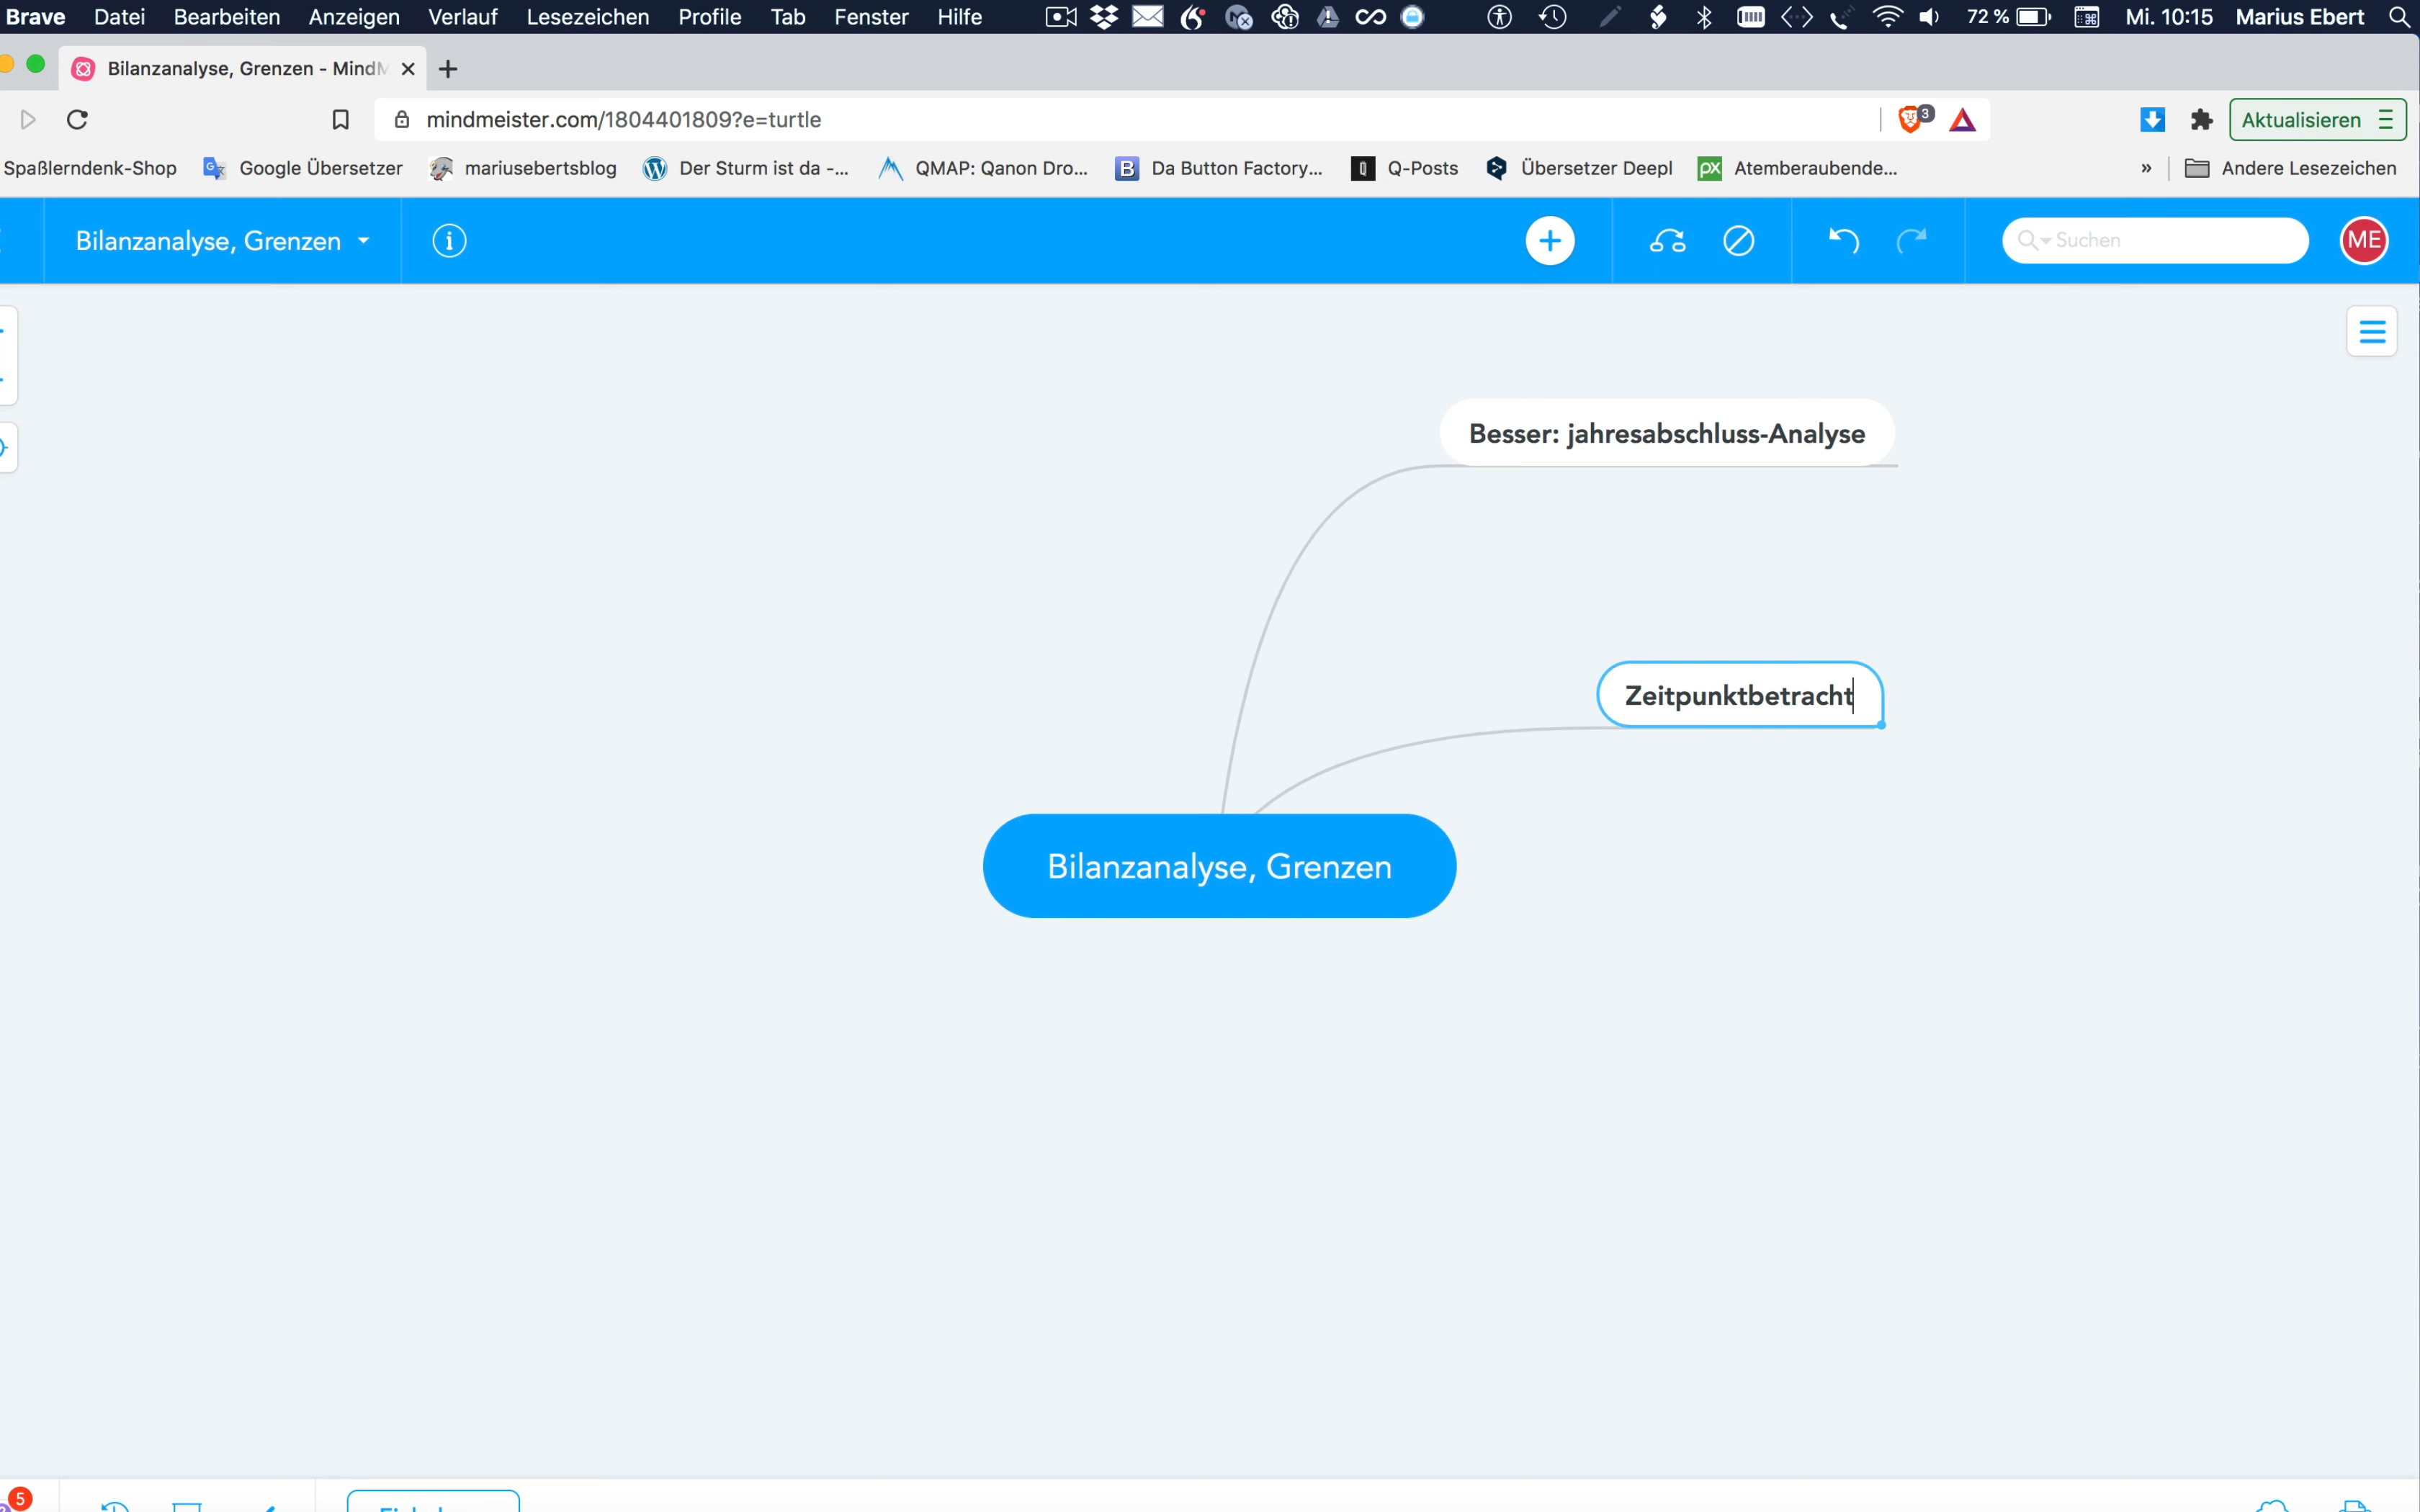 Brave Datei Bearbeiten Anzeigen Verlauf Lesezeichen Profile Tab Fenster Hilfe 72 % Mi. 10:15 Marius Ebert
Bilanzanalyse, Grenzen - MindM
mindmeister.com/1804401809?e=turtle 3 Aktualisieren
Spaßlerndenk-Shop Google Übersetzer mariusebertsblog Der Sturm ist da -... QMAP: Qanon Dro... B Da Button Factory... Q-Posts Übersetzer Deepl px Atemberaubende... » Andere Lesezeichen
Bilanzanalyse, Grenzen Suchen ME
Besser: jahresabschluss-Analyse
Zeitpunktbetracht
Bilanzanalyse, Grenzen
5